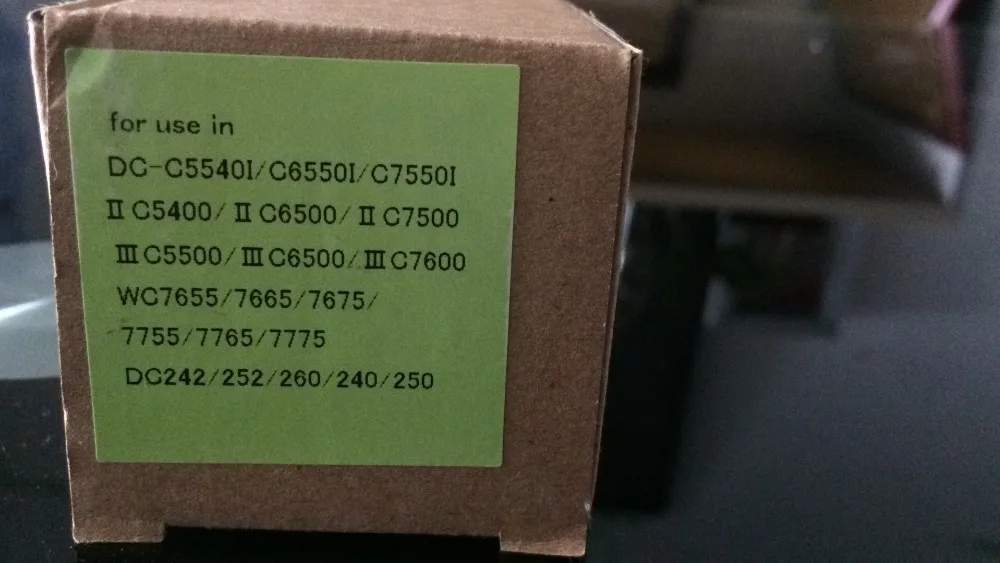 for use in
DC-C5540I/C6550I/C7550I
Ⅱ C5400/ Ⅱ C6500/ Ⅱ C7500
Ⅲ C5500/ Ⅲ C6500/ Ⅲ C7600
WC7655/7665/7675/
7755/7765/7775
DC242/252/260/240/250